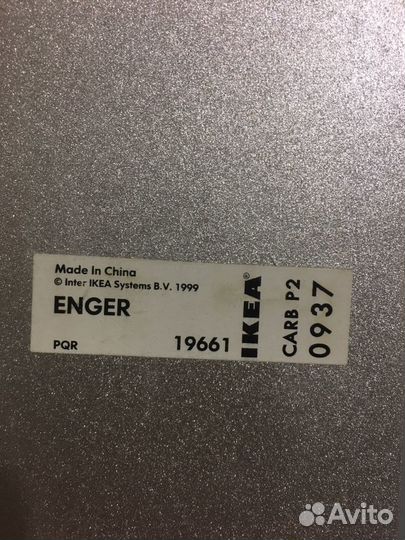 Made In China
© Inter IKEA Systems B.V. 1999
ENGER
PQR 19661
IKEA®
CARB P2
0937
Avito